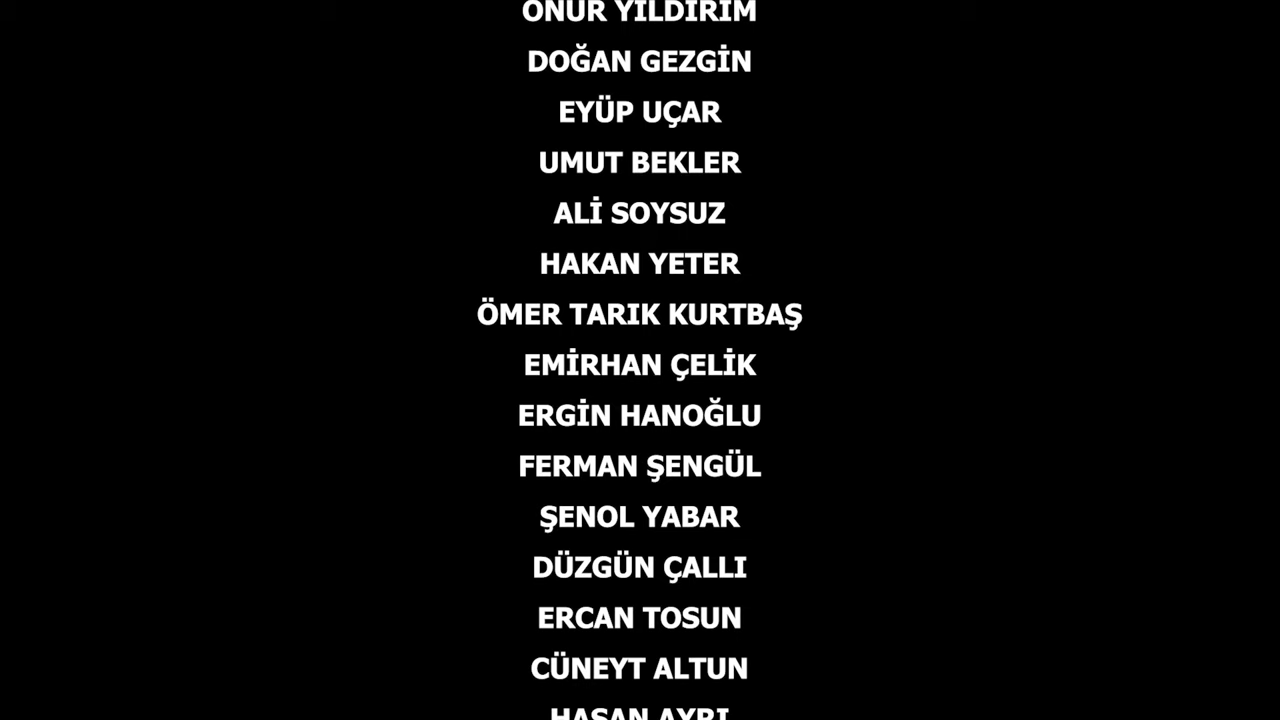 ONUR YILDIRIM
DOĞAN GEZGİN
EYÜP UÇAR
UMUT BEKLER
ALİ SOYSUZ
HAKAN YETER
ÖMER TARIK KURTBAŞ
EMİRHAN ÇELİK
ERGİN HANOĞLU
FERMAN ŞENGÜL
ŞENOL YABAR
DÜZGÜN ÇALLI
ERCAN TOSUN
CÜNEYT ALTUN
HASAN